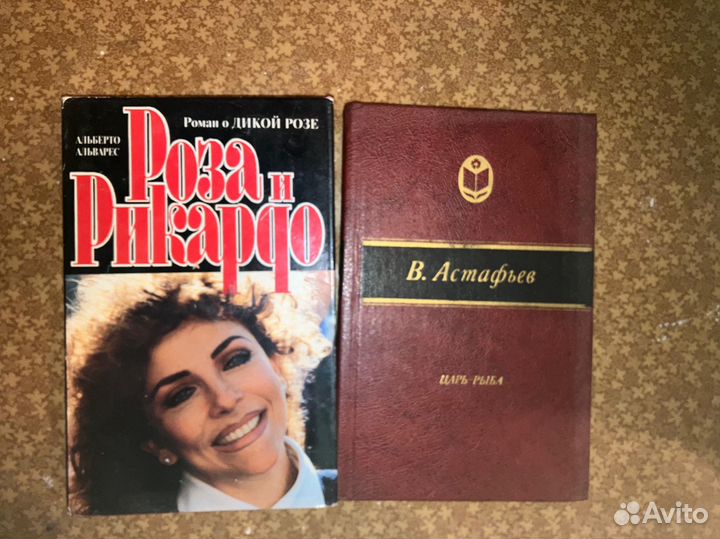 Роман о ДИКОЙ РОЗЕ
АЛЬБЕРТО
АЛЬВАРЕС
Роза и
Рикардо
В. Астафьев
ЦАРЬ-РЫБА
Avito